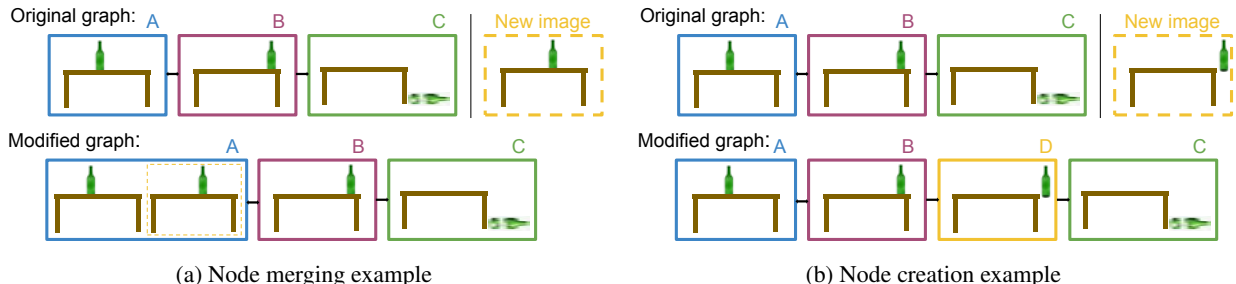 Original graph: A B C New image
Modified graph: A B C
(a) Node merging example
Original graph: A B C New image
Modified graph: A B D C
(b) Node creation example